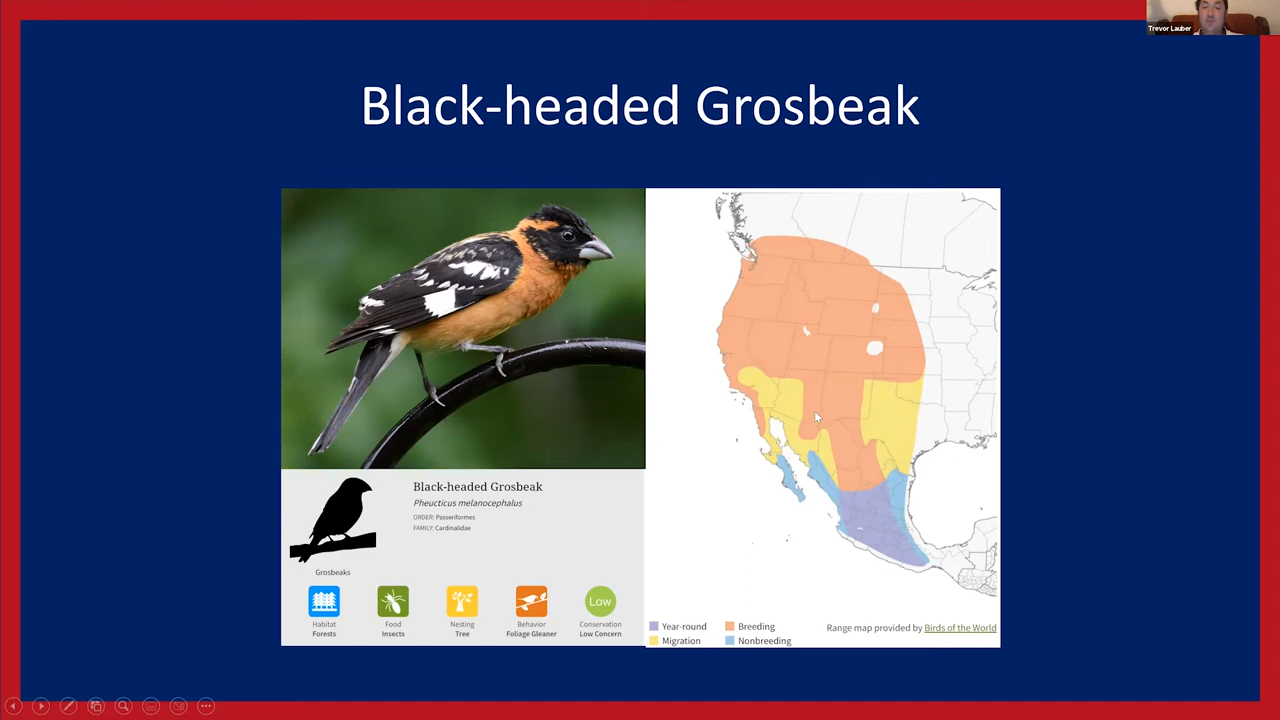 Trevor Lauber
Black-headed Grosbeak
Black-headed Grosbeak
Pheucticus melanocephalus
ORDER: Passeriformes
FAMILY: Cardinalidae
Grosbeaks
Habitat
Forests
Food
Insects
Nesting
Tree
Behavior
Foliage Gleaner
Low
Conservation
Low Concern
Year-round
Breeding
Migration
Nonbreeding
Range map provided by Birds of the World